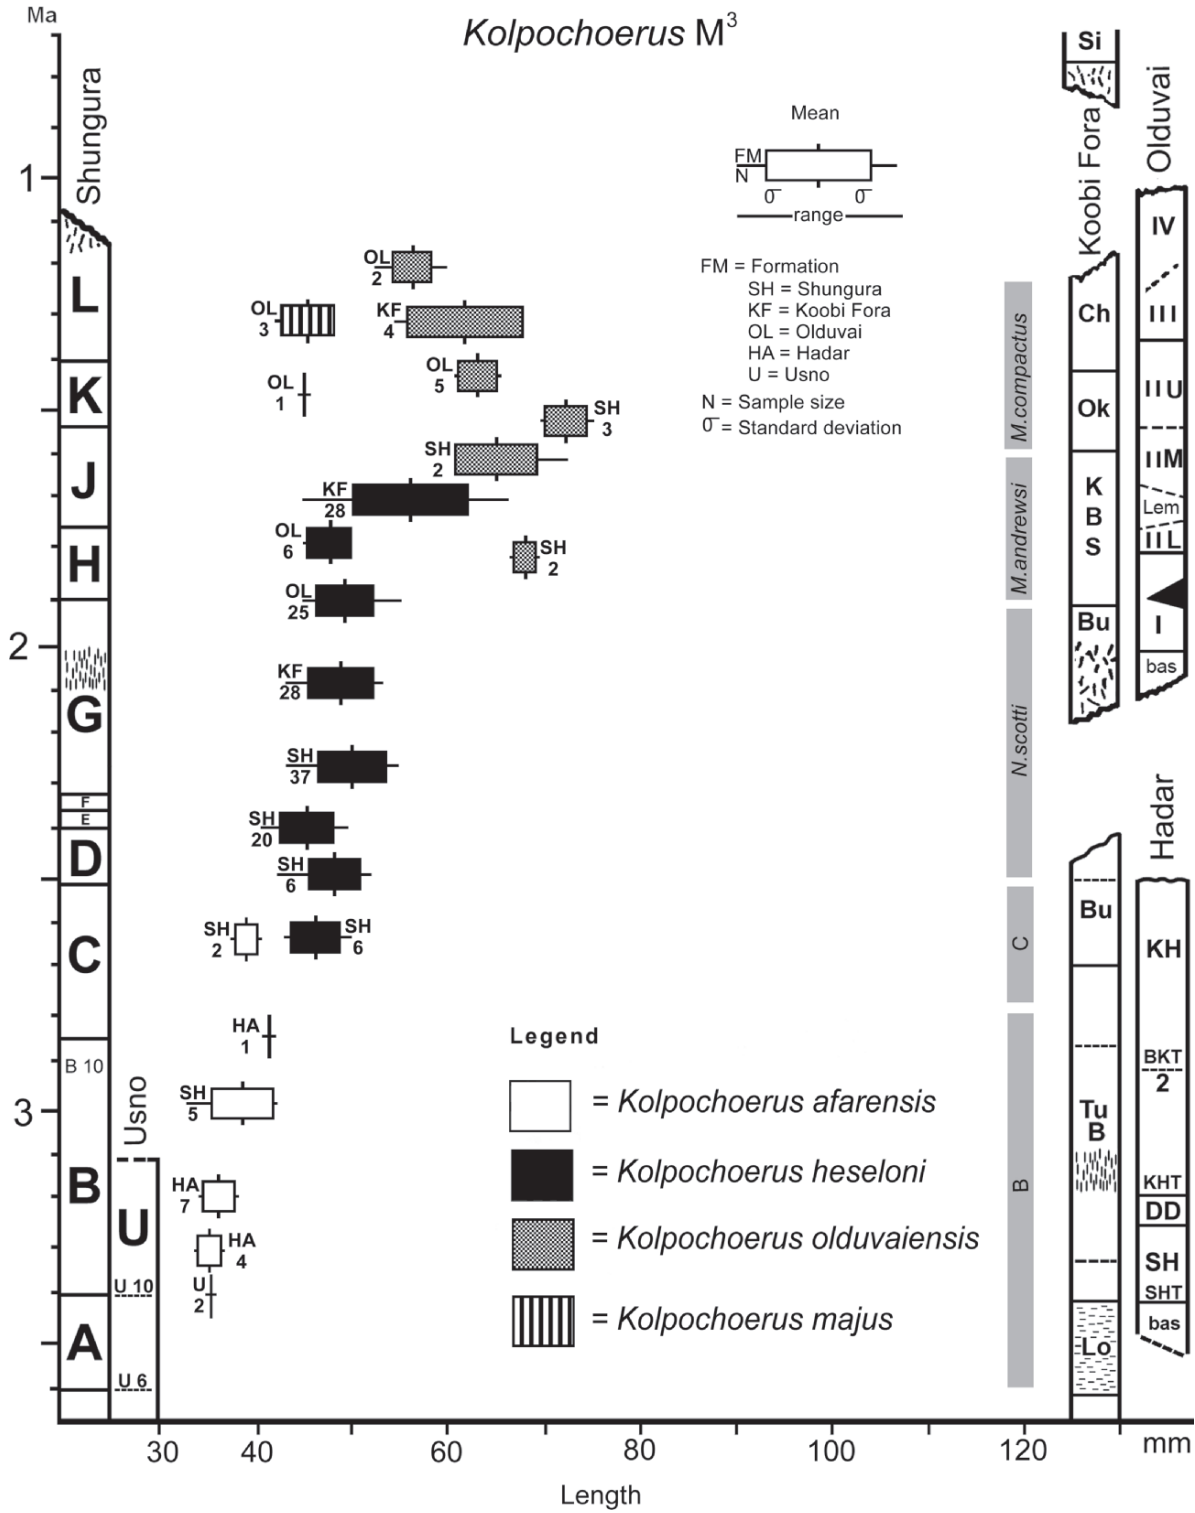 Ma
Kolpochoerus M3
Shungura
1
L
K
J
H
2
G
F
E
D
C
B 10
3
B
A
Usno
U
U 10
U 6
Mean
FM
N
σ
σ
range
FM = Formation
SH = Shungura
KF = Koobi Fora
OL = Olduvai
HA = Hadar
U = Usno
N = Sample size
σ = Standard deviation
OL
2
OL
3
KF
4
OL
5
OL
1
SH
3
SH
2
KF
28
OL
6
SH
2
OL
25
KF
28
SH
37
SH
20
SH
6
SH
2
SH
6
HA
1
SH
5
HA
7
HA
4
U
2
Legend
= Kolpochoerus afarensis
= Kolpochoerus heseloni
= Kolpochoerus olduvaiensis
= Kolpochoerus majus
M.compactus
M.andrewsi
N.scotti
C
B
Si
Koobi Fora
Ch
Ok
K
B
S
Bu
Bu
Tu
B
Lo
Olduvai
IV
III
II U
II M
Lem
II L
I
bas
Hadar
KH
BKT
2
KHT
DD
SH
SHT
bas
30
40
60
80
100
120
mm
Length